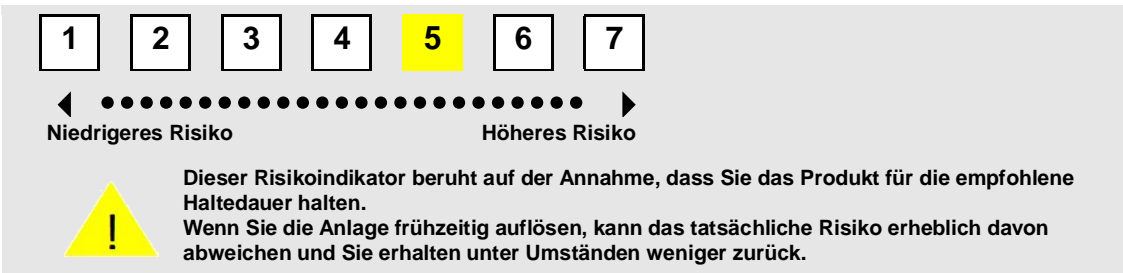 1 2 3 4 5 6 7
Niedrigeres Risiko Höheres Risiko
Dieser Risikoindikator beruht auf der Annahme, dass Sie das Produkt für die empfohlene
Haltedauer halten.
Wenn Sie die Anlage frühzeitig auflösen, kann das tatsächliche Risiko erheblich davon
abweichen und Sie erhalten unter Umständen weniger zurück.
!